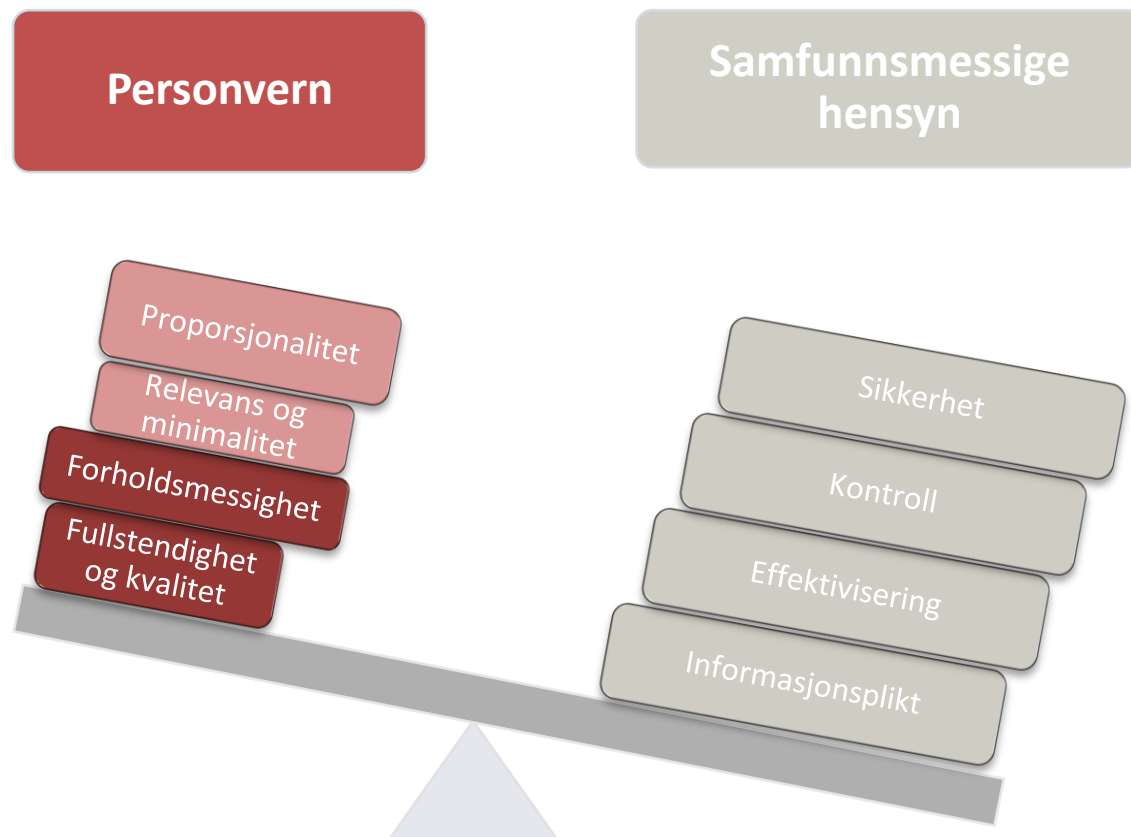 Personvern
Samfunnsmessige
hensyn
Proporsjonalitet
Relevans og
minimalitet
Forholdsmessighet
Fullstendighet
og kvalitet
Sikkerhet
Kontroll
Effektivisering
Informasjonsplikt